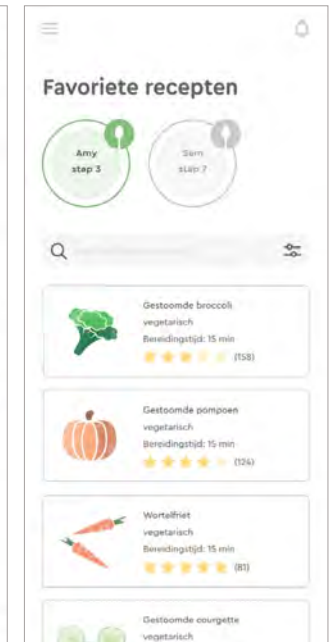 Favoriete recepten
Amy
step 3
Sam
step 7
Gestoomde broccoli
vegetarisch
Bereidingstijd: 15 min
(158)
Gestoomde pompoen
vegetarisch
Bereidingstijd: 15 min
(124)
Wortelfriet
vegetarisch
Bereidingstijd: 15 min
(81)
Gestoomde courgette
vegetarisch